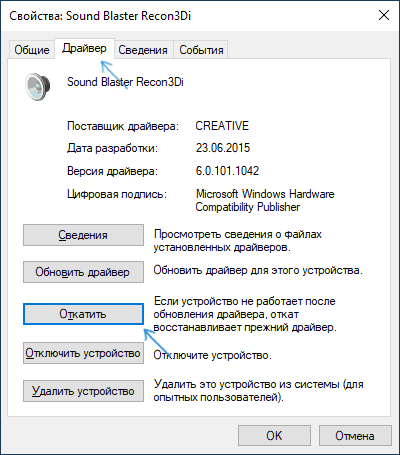 Свойства: Sound Blaster Recon3Di
Общие Драйвер Сведения События
Sound Blaster Recon3Di
Поставщик драйвера: CREATIVE
Дата разработки: 23.06.2015
Версия драйвера: 6.0.101.1042
Цифровая подпись: Microsoft Windows Hardware
Compatibility Publisher
Сведения
Просмотреть сведения о файлах
установленных драйверов.
Обновить драйвер
Обновить драйвер для этого устройства.
Откатить
Если устройство не работает после
обновления драйвера, откат
восстанавливает прежний драйвер.
Отключить устройство
Отключите устройство.
Удалить устройство
Удалить это устройство из системы (для
опытных пользователей).
OK Отмена